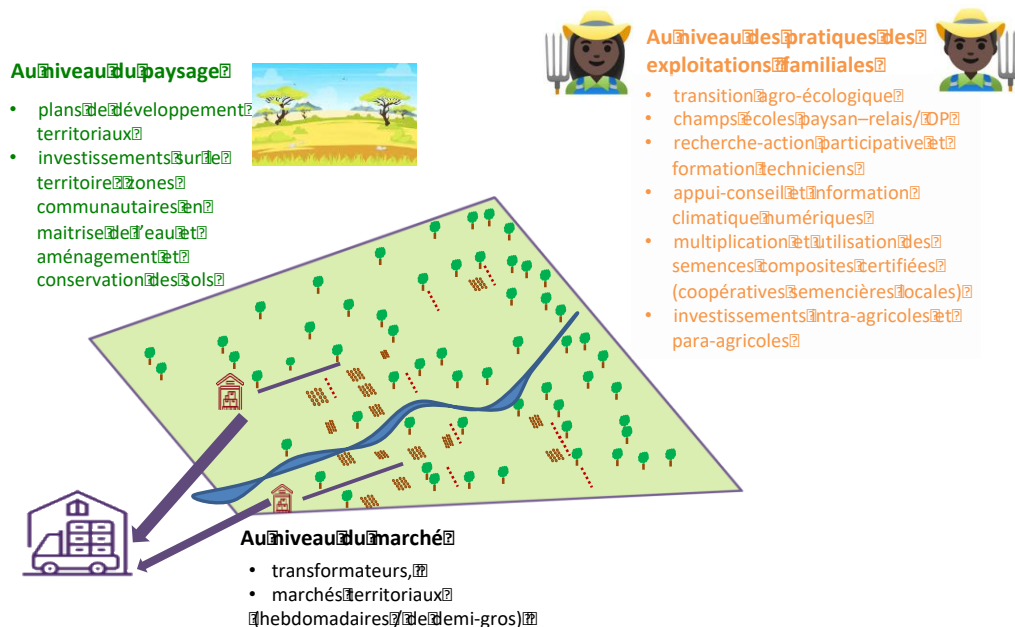 Au niveau du paysage
• plans de développement
territoriaux
• investissements sur le
territoire zones
communautaires en
maitrise de l'eau et
aménagement et
conservation des sols
Au niveau des pratiques des
exploitations familiales
• transition agro-écologique
• champs écoles paysan–relais/ OP
• recherche-action participative et
formation techniciens
• appui-conseil et information
climatique numériques
• multiplication et utilisation des
semences composites certifiées
(coopératives semencières locales)
• investissements intra-agricoles et
para-agricoles
Au niveau du marché
• transformateurs,
• marchés territoriaux
(hebdomadaires / de demi-gros)